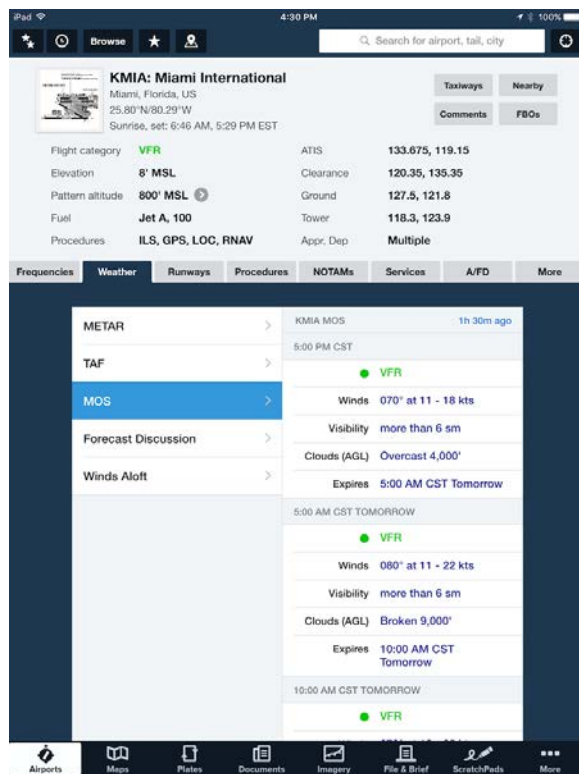 iPad 4:30 PM 100%
Browse Search for airport, tail, city
KMIA: Miami International
Miami, Florida, US
25.80°N/80.29°W
Sunrise, set: 6:46 AM, 5:29 PM EST
Taxiways Nearby
Comments FBOs
Flight category VFR ATIS 133.675, 119.15
Elevation 8' MSL Clearance 120.35, 135.35
Pattern altitude 800' MSL Ground 127.5, 121.8
Fuel Jet A, 100 Tower 118.3, 123.9
Procedures ILS, GPS, LOC, RNAV Appr, Dep Multiple
Frequencies Weather Runways Procedures NOTAMs Services A/FD More
METAR
TAF
MOS
Forecast Discussion
Winds Aloft
KMIA MOS 1h 30m ago
5:00 PM CST
VFR
Winds 070° at 11 - 18 kts
Visibility more than 6 sm
Clouds (AGL) Overcast 4,000'
Expires 5:00 AM CST Tomorrow
5:00 AM CST TOMORROW
VFR
Winds 080° at 11 - 22 kts
Visibility more than 6 sm
Clouds (AGL) Broken 9,000'
Expires 10:00 AM CST
Tomorrow
10:00 AM CST TOMORROW
VFR
Airports Maps Plates Documents Imagery File & Brief ScratchPads More